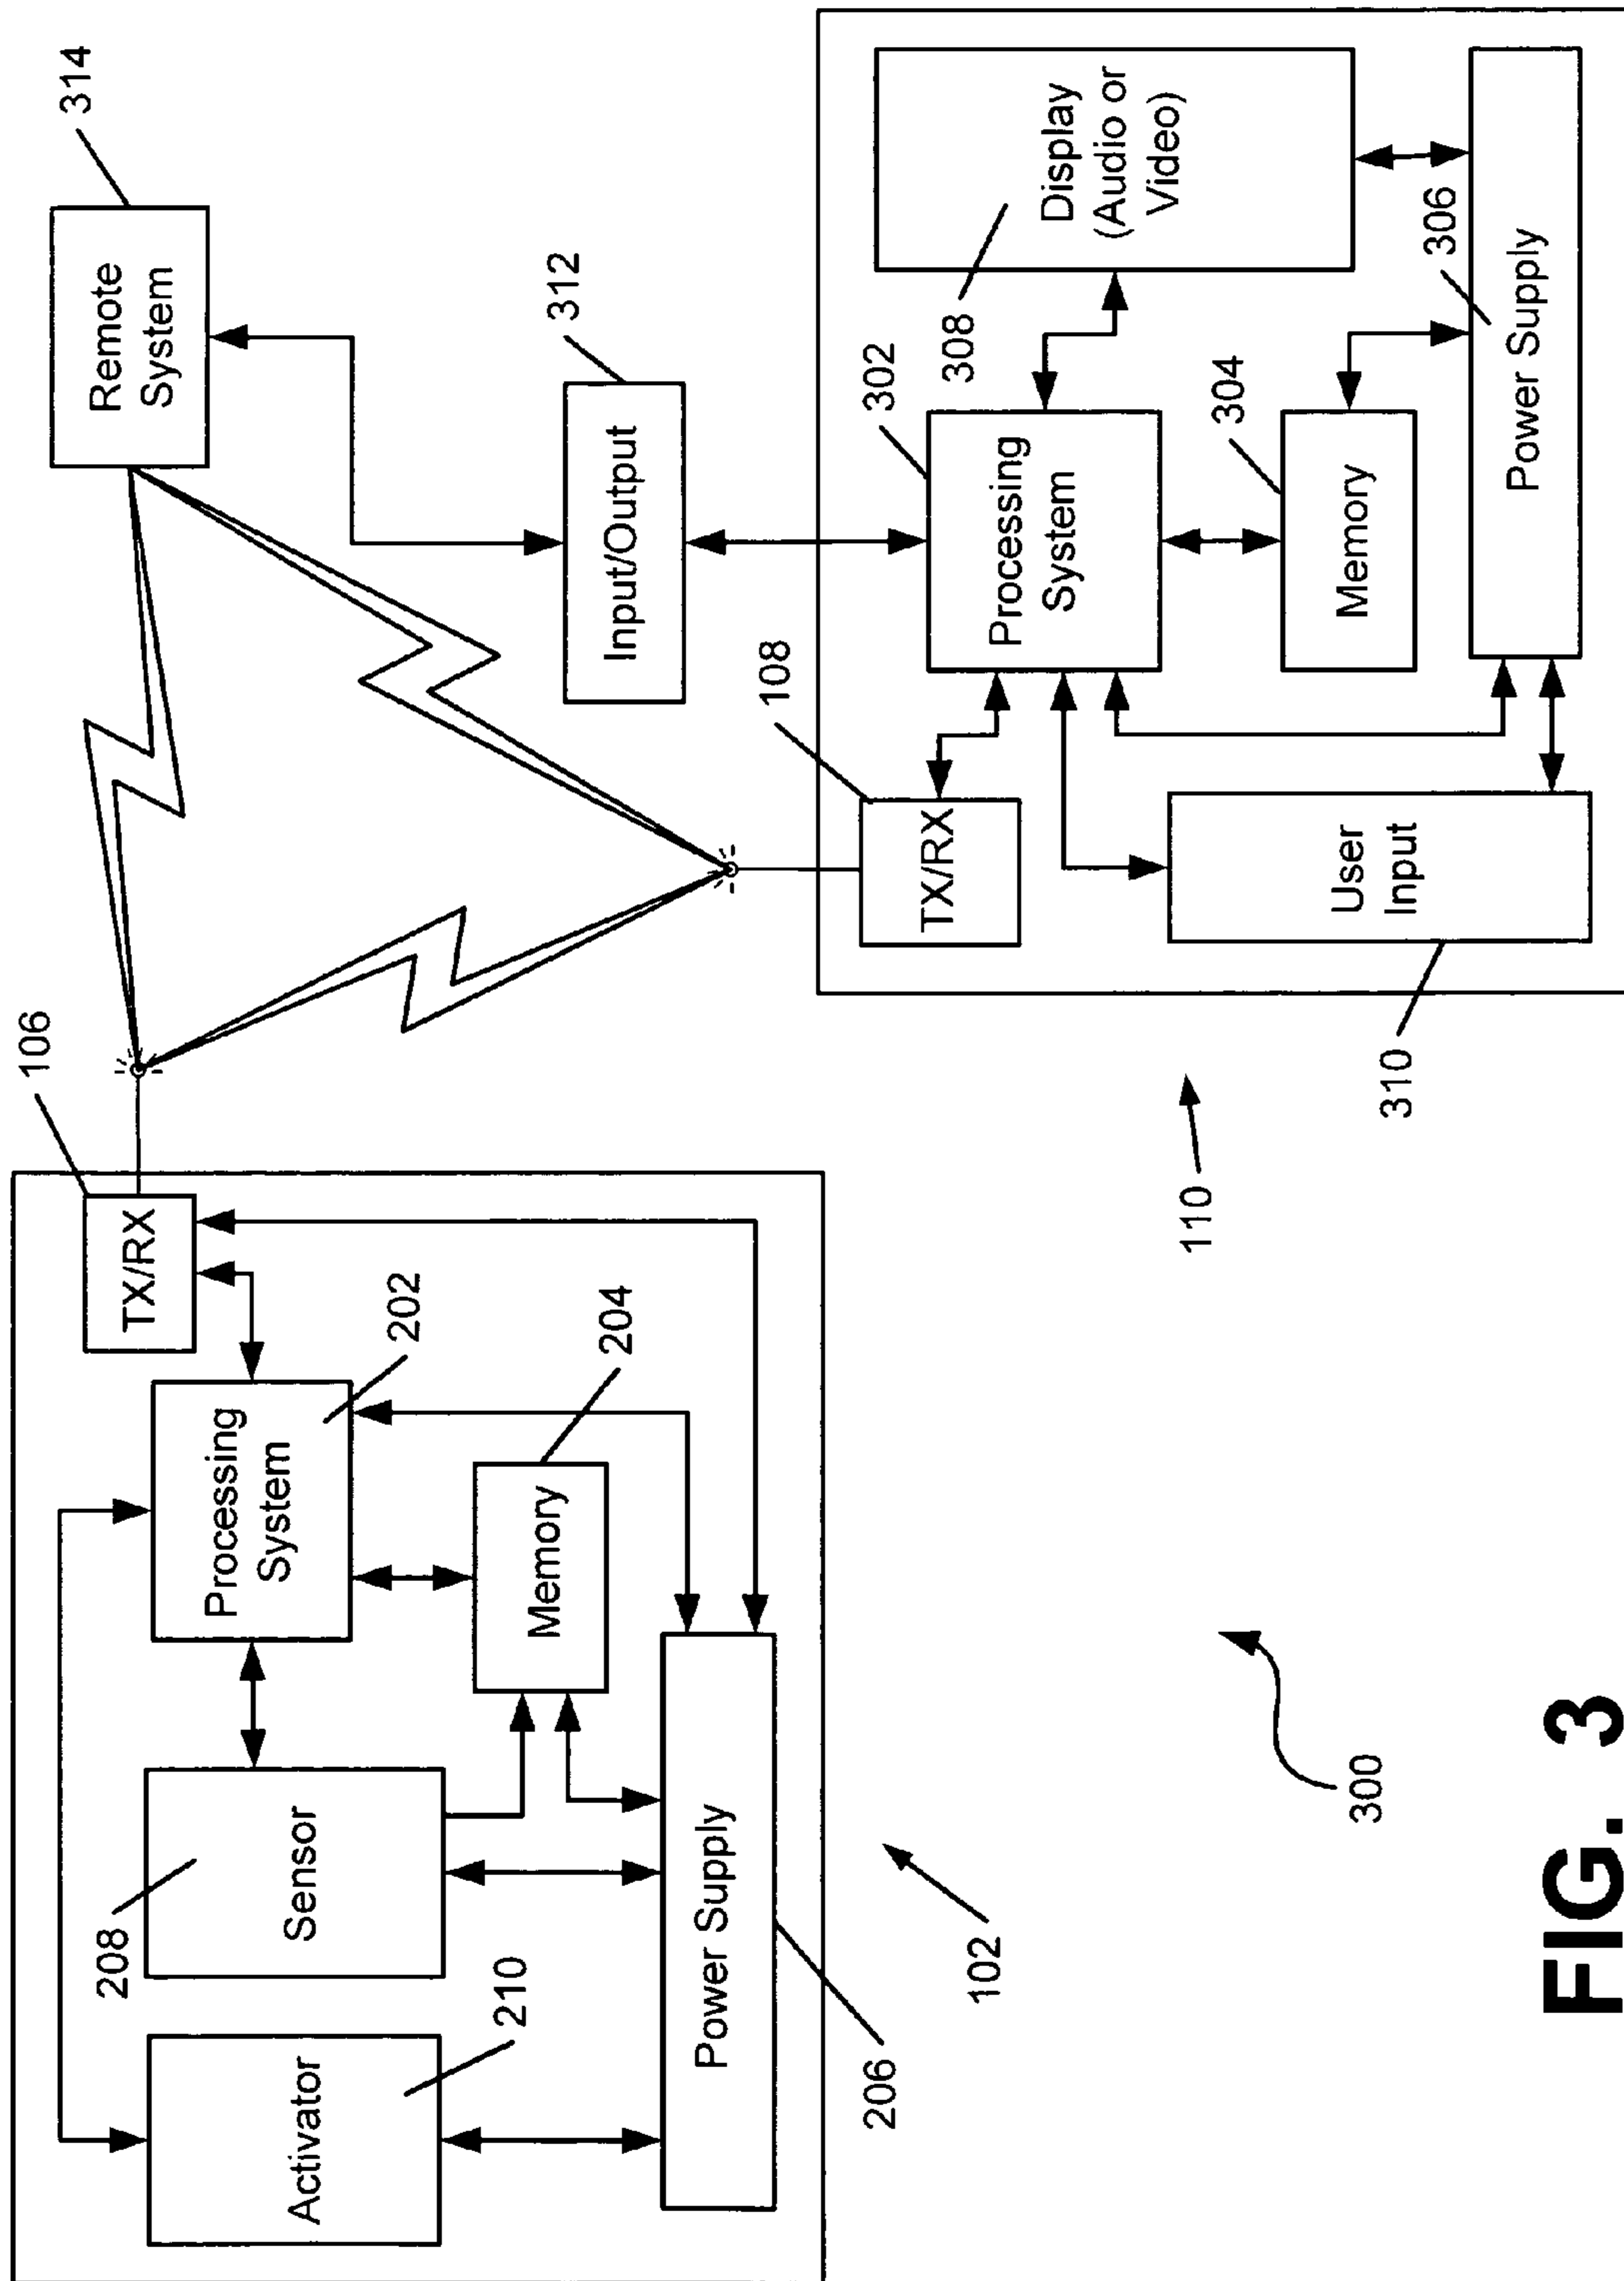 106
TX/RX
Processing
System
202
Memory
204
Sensor
208
Activator
210
Power Supply
206
102
Remote
System
314
Input/Output
312
108
TX/RX
Processing
System
302
Display
(Audio or
Video)
308
Memory
304
Power Supply
306
User
Input
310
110
300
FIG. 3